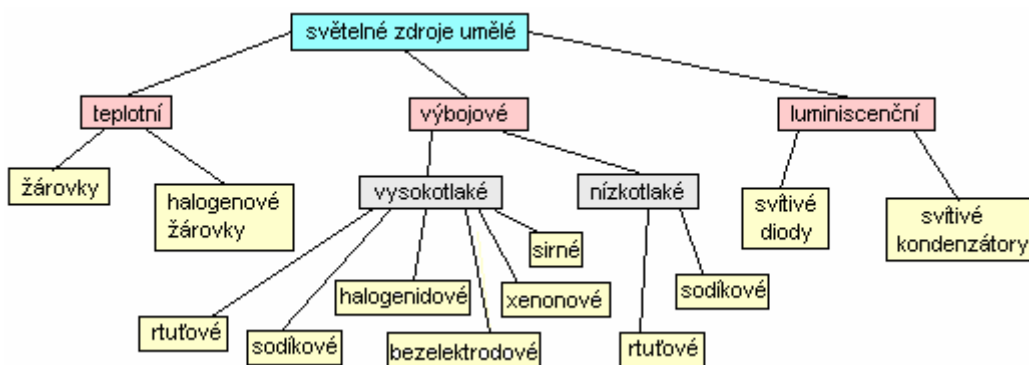 světelné zdroje umělé
teplotní
výbojové
luminiscenční
žárovky
halogenové
žárovky
vysokotlaké
nízkotlaké
svítivé
diody
svítivé
kondenzátory
sirné
halogenidové
xenonové
sodíkové
rtuťové
sodíkové
bezelektrodové
rtuťové